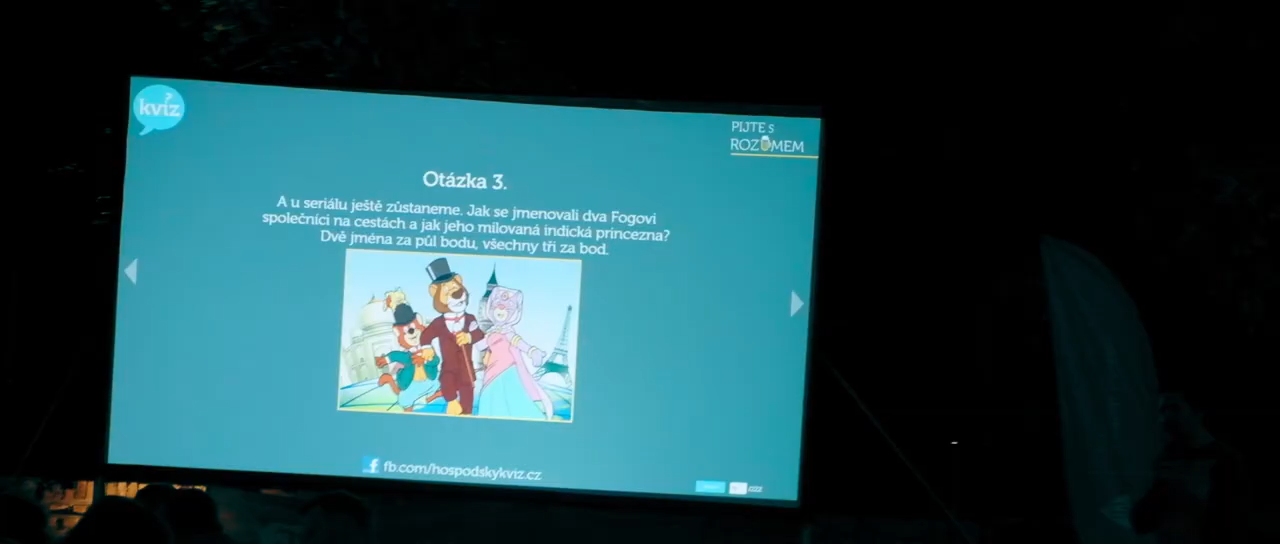 kvíz
PIJTE S
ROZUMEM
Otázka 3.
A u seriálu ještě zůstaneme. Jak se jmenovali dva Fogovi
společníci na cestách a jak jeho milovaná indická princezna?
Dvě jména za půl bodu, všechny tři za bod.
fb.com/hospodskykviz.cz